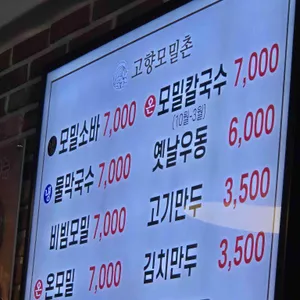 고향모밀촌
모밀소바 7,000
냉 물막국수 7,000
비빔모밀 7,000
온 온모밀 7,000
온 모밀칼국수 7,000
(10월-3월)
옛날우동 6,000
고기만두 3,500
김치만두 3,500